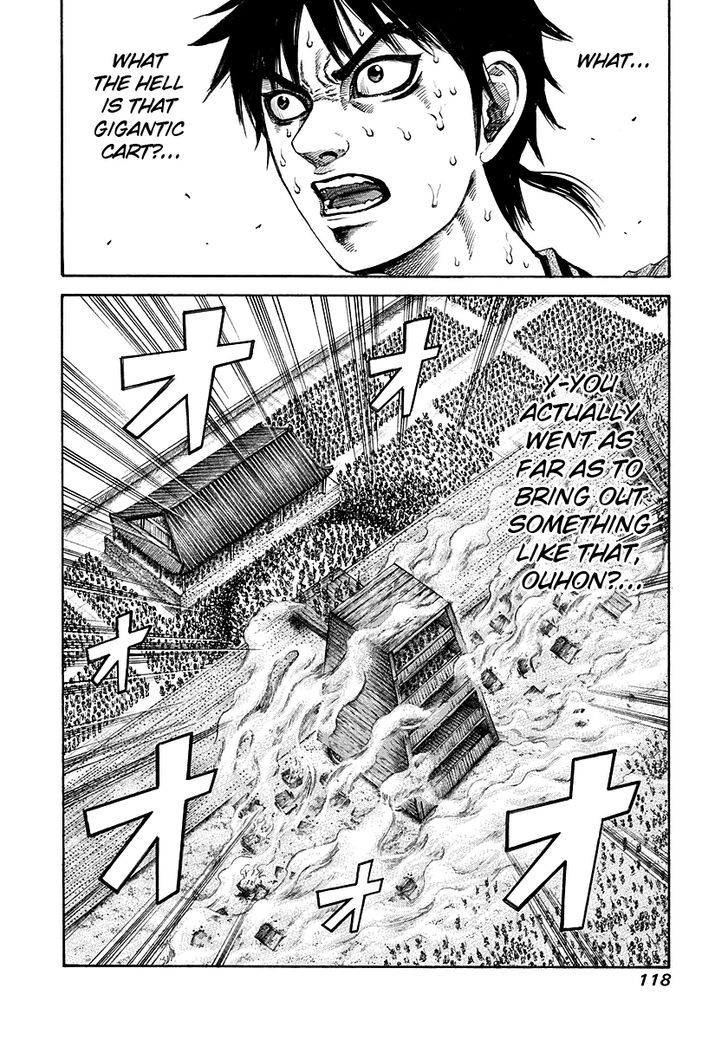 WHAT...
WHAT
THE HELL
IS THAT
GIGANTIC
CART?...
Y-YOU
ACTUALLY
WENT AS
FAR AS TO
BRING OUT
SOMETHING
LIKE THAT,
OUHON?...
オ
オ
オ
オ
オ
オ
118